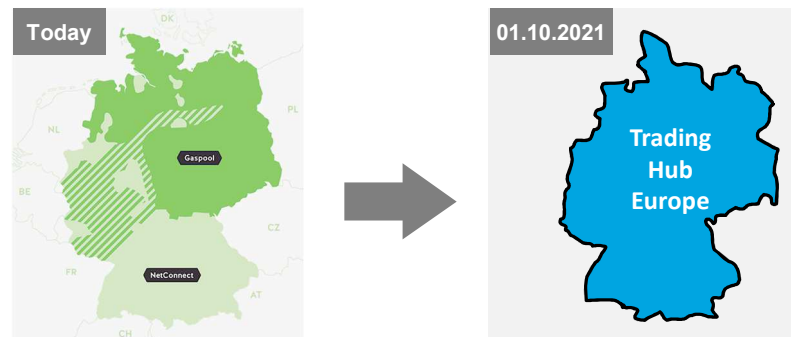 Today
DK
NL
PL
Gaspool
BE
CZ
FR
NetConnect
AT
CH
01.10.2021
Trading
Hub
Europe